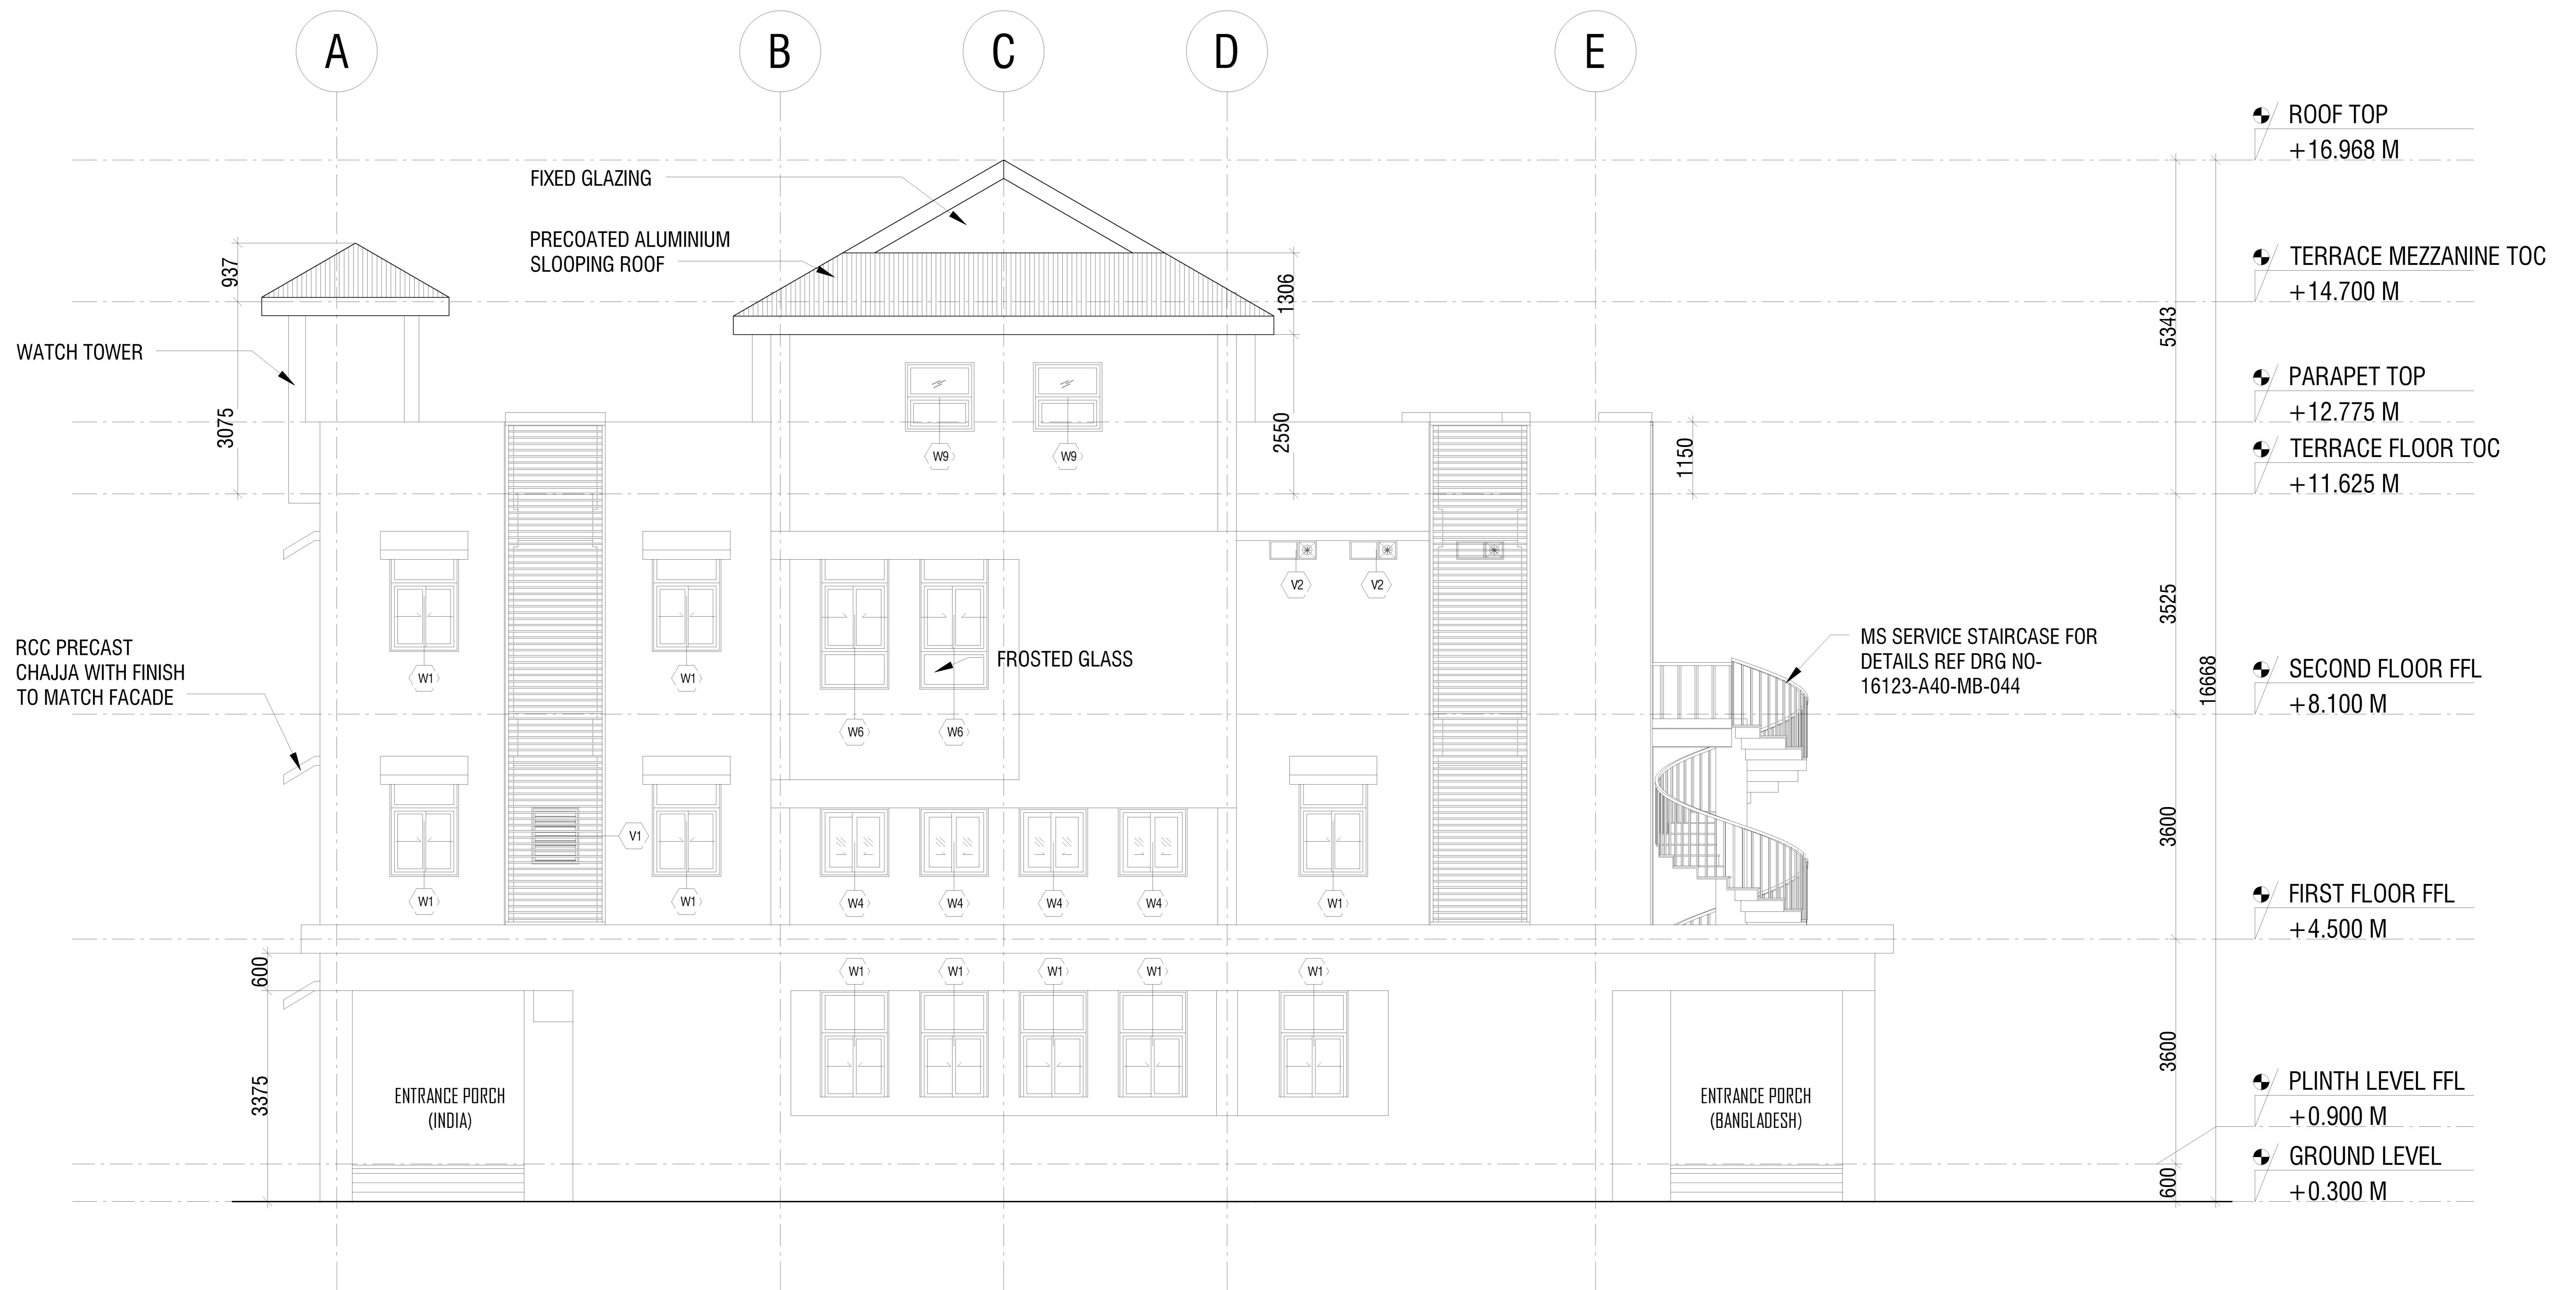 A
B
C
D
E
ROOF TOP
+16.968 M
FIXED GLAZING
PRECOATED ALUMINIUM
SLOOPING ROOF
937
1306
TERRACE MEZZANINE TOC
+14.700 M
5343
WATCH TOWER
3075
2550
W9
W9
1150
PARAPET TOP
+12.775 M
TERRACE FLOOR TOC
+11.625 M
V2
V2
3525
RCC PRECAST
CHAJJA WITH FINISH
TO MATCH FACADE
W1
W1
FROSTED GLASS
W6
W6
MS SERVICE STAIRCASE FOR
DETAILS REF DRG NO-
16123-A40-MB-044
16668
SECOND FLOOR FFL
+8.100 M
V1
3600
W1
W1
W4
W4
W4
W4
W1
FIRST FLOOR FFL
+4.500 M
600
W1
W1
W1
W1
W1
3600
3375
ENTRANCE PORCH
(INDIA)
ENTRANCE PORCH
(BANGLADESH)
PLINTH LEVEL FFL
+0.900 M
600
GROUND LEVEL
+0.300 M